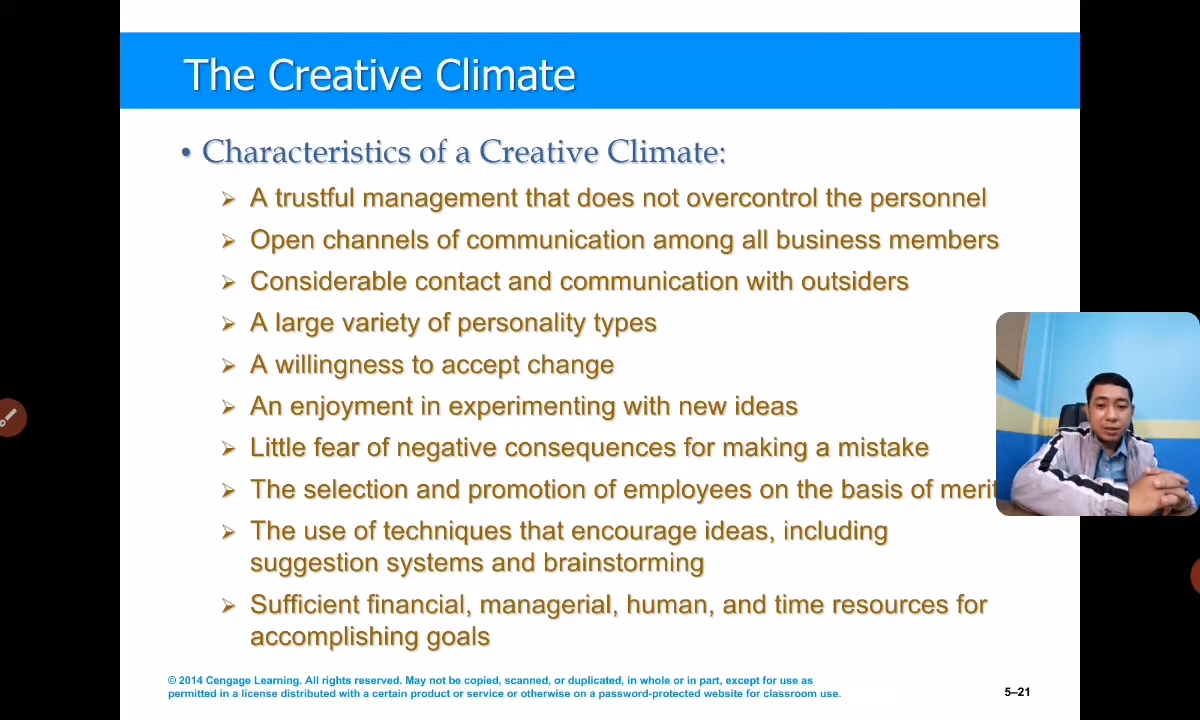 The Creative Climate
• Characteristics of a Creative Climate:
➢ A trustful management that does not overcontrol the personnel
➢ Open channels of communication among all business members
➢ Considerable contact and communication with outsiders
➢ A large variety of personality types
➢ A willingness to accept change
➢ An enjoyment in experimenting with new ideas
➢ Little fear of negative consequences for making a mistake
➢ The selection and promotion of employees on the basis of merit
➢ The use of techniques that encourage ideas, including
suggestion systems and brainstorming
➢ Sufficient financial, managerial, human, and time resources for
accomplishing goals
© 2014 Cengage Learning. All rights reserved. May not be copied, scanned, or duplicated, in whole or in part, except for use as
permitted in a license distributed with a certain product or service or otherwise on a password-protected website for classroom use.
5–21